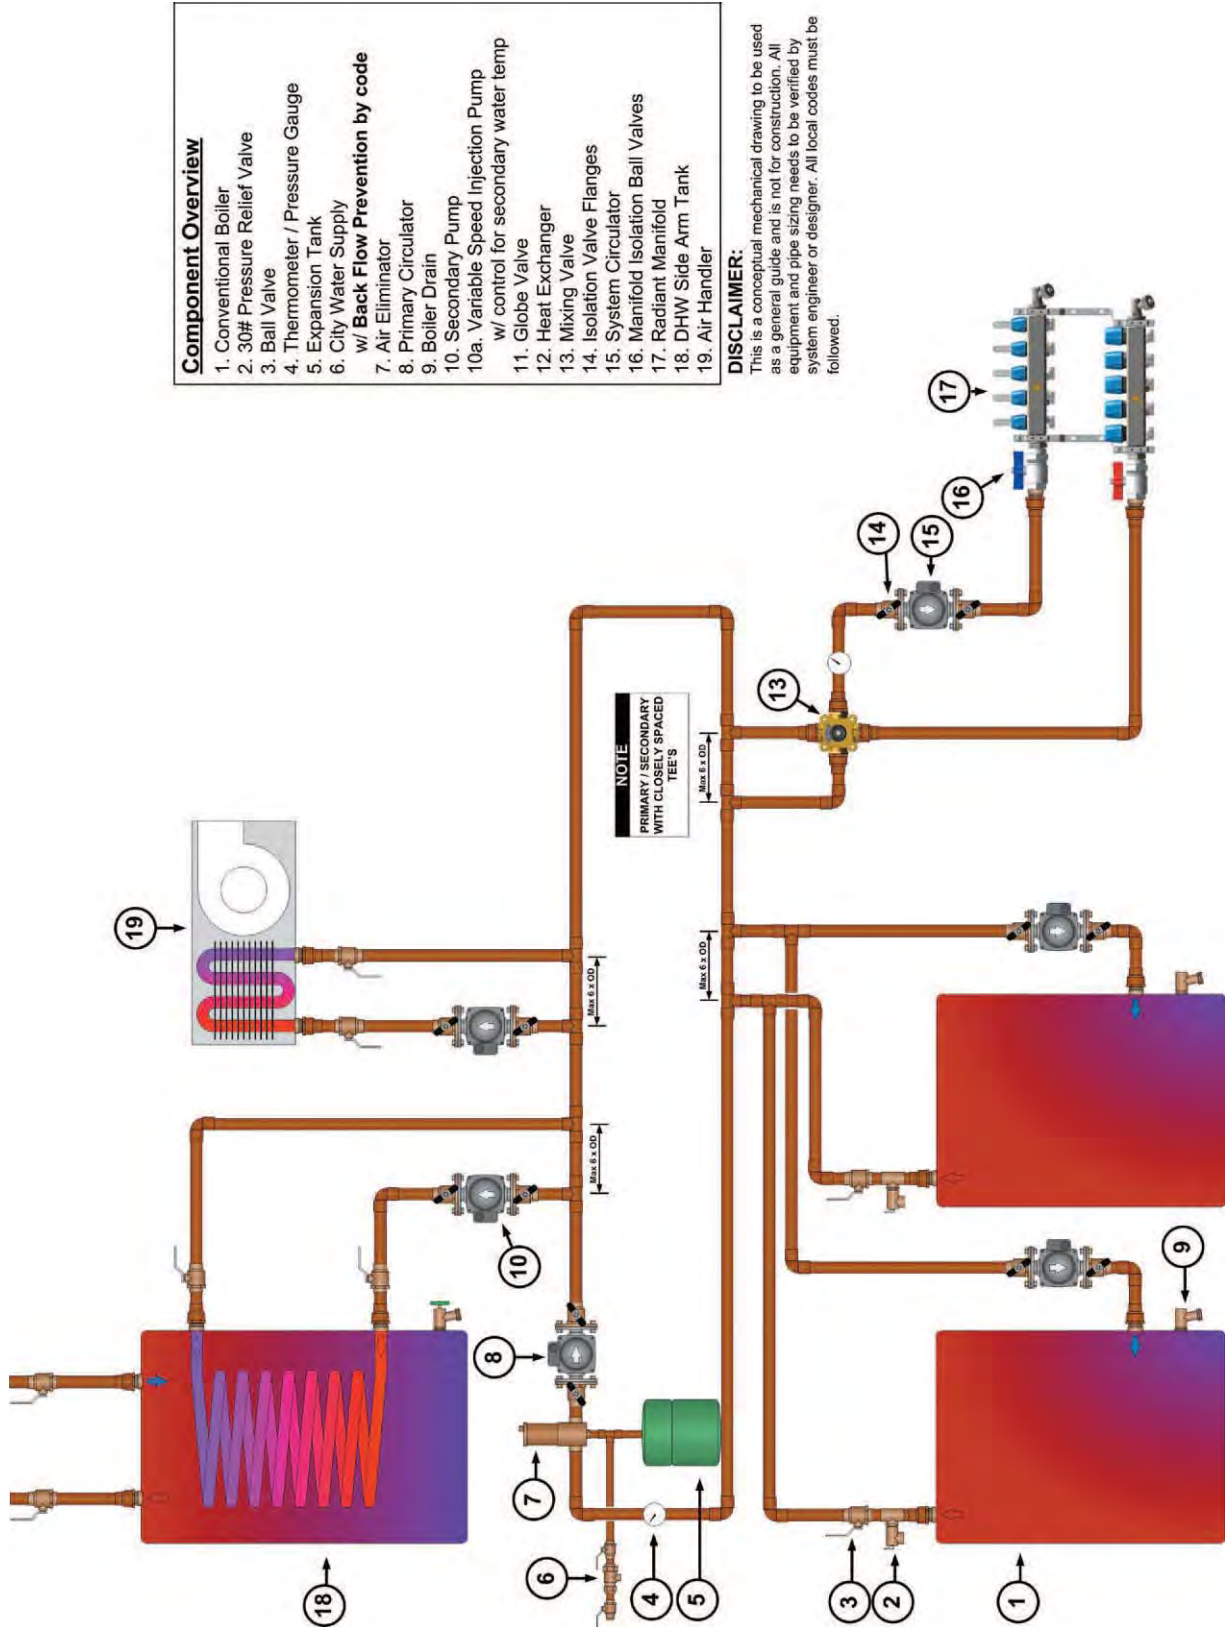 Component Overview
1. Conventional Boiler
2. 30# Pressure Relief Valve
3. Ball Valve
4. Thermometer / Pressure Gauge
5. Expansion Tank
6. City Water Supply
w/ Back Flow Prevention by code
7. Air Eliminator
8. Primary Circulator
9. Boiler Drain
10. Secondary Pump
10a. Variable Speed Injection Pump
w/ control for secondary water temp
11. Globe Valve
12. Heat Exchanger
13. Mixing Valve
14. Isolation Valve Flanges
15. System Circulator
16. Manifold Isolation Ball Valves
17. Radiant Manifold
18. DHW Side Arm Tank
19. Air Handler
DISCLAIMER:
This is a conceptual mechanical drawing to be used
as a general guide and is not for construction. All
equipment and pipe sizing needs to be verified by
system engineer or designer. All local codes must be
followed.
19
18
10
Max 6 x OD
Max 6 x OD
8
7
6
4
5
NOTE
PRIMARY / SECONDARY
WITH CLOSELY SPACED
TEE'S
Max 6 x OD
Max 6 x OD
13
14
15
16
17
3
2
1
9